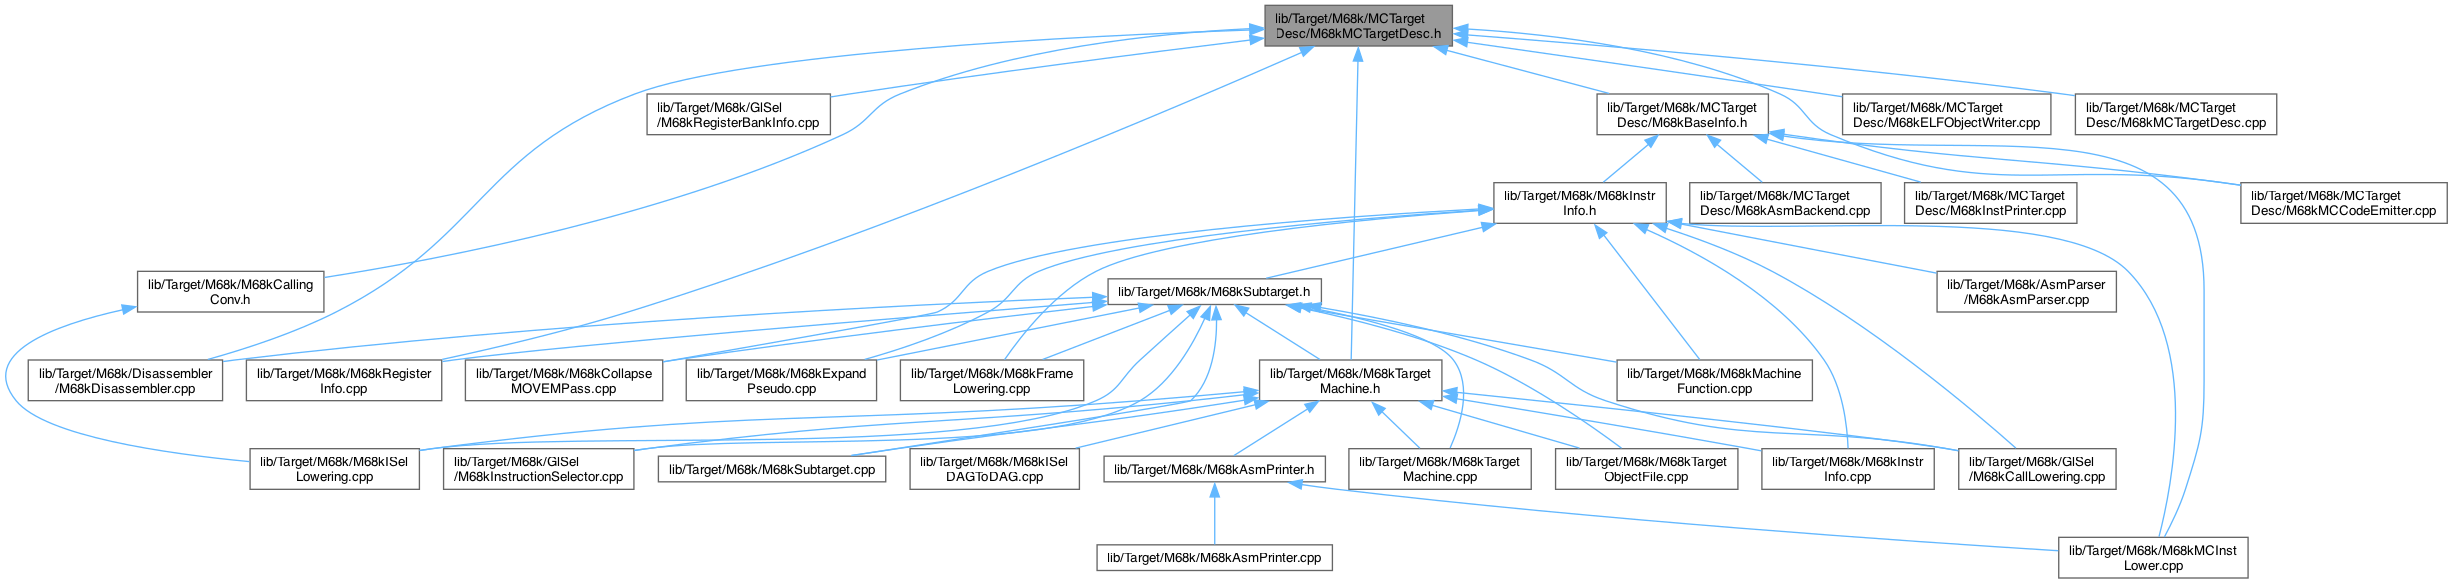 lib/Target/M68k/MCTarget
Desc/M68kMCTargetDesc.h
lib/Target/M68k/GISel
/M68kRegisterBankInfo.cpp
lib/Target/M68k/MCTarget
Desc/M68kBaseInfo.h
lib/Target/M68k/MCTarget
Desc/M68kELFObjectWriter.cpp
lib/Target/M68k/MCTarget
Desc/M68kMCTargetDesc.cpp
lib/Target/M68k/M68kInstr
Info.h
lib/Target/M68k/MCTarget
Desc/M68kAsmBackend.cpp
lib/Target/M68k/MCTarget
Desc/M68kInstPrinter.cpp
lib/Target/M68k/MCTarget
Desc/M68kMCCodeEmitter.cpp
lib/Target/M68k/M68kCalling
Conv.h
lib/Target/M68k/M68kSubtarget.h
lib/Target/M68k/AsmParser
/M68kAsmParser.cpp
lib/Target/M68k/Disassembler
/M68kDisassembler.cpp
lib/Target/M68k/M68kRegister
Info.cpp
lib/Target/M68k/M68kCollapse
MOVEMPass.cpp
lib/Target/M68k/M68kExpand
Pseudo.cpp
lib/Target/M68k/M68kFrame
Lowering.cpp
lib/Target/M68k/M68kTarget
Machine.h
lib/Target/M68k/M68kMachine
Function.cpp
lib/Target/M68k/M68kISel
Lowering.cpp
lib/Target/M68k/GISel
/M68kInstructionSelector.cpp
lib/Target/M68k/M68kSubtarget.cpp
lib/Target/M68k/M68kISel
DAGToDAG.cpp
lib/Target/M68k/M68kAsmPrinter.h
lib/Target/M68k/M68kTarget
Machine.cpp
lib/Target/M68k/M68kTarget
ObjectFile.cpp
lib/Target/M68k/M68kInstr
Info.cpp
lib/Target/M68k/GISel
/M68kCallLowering.cpp
lib/Target/M68k/M68kAsmPrinter.cpp
lib/Target/M68k/M68kMCInst
Lower.cpp